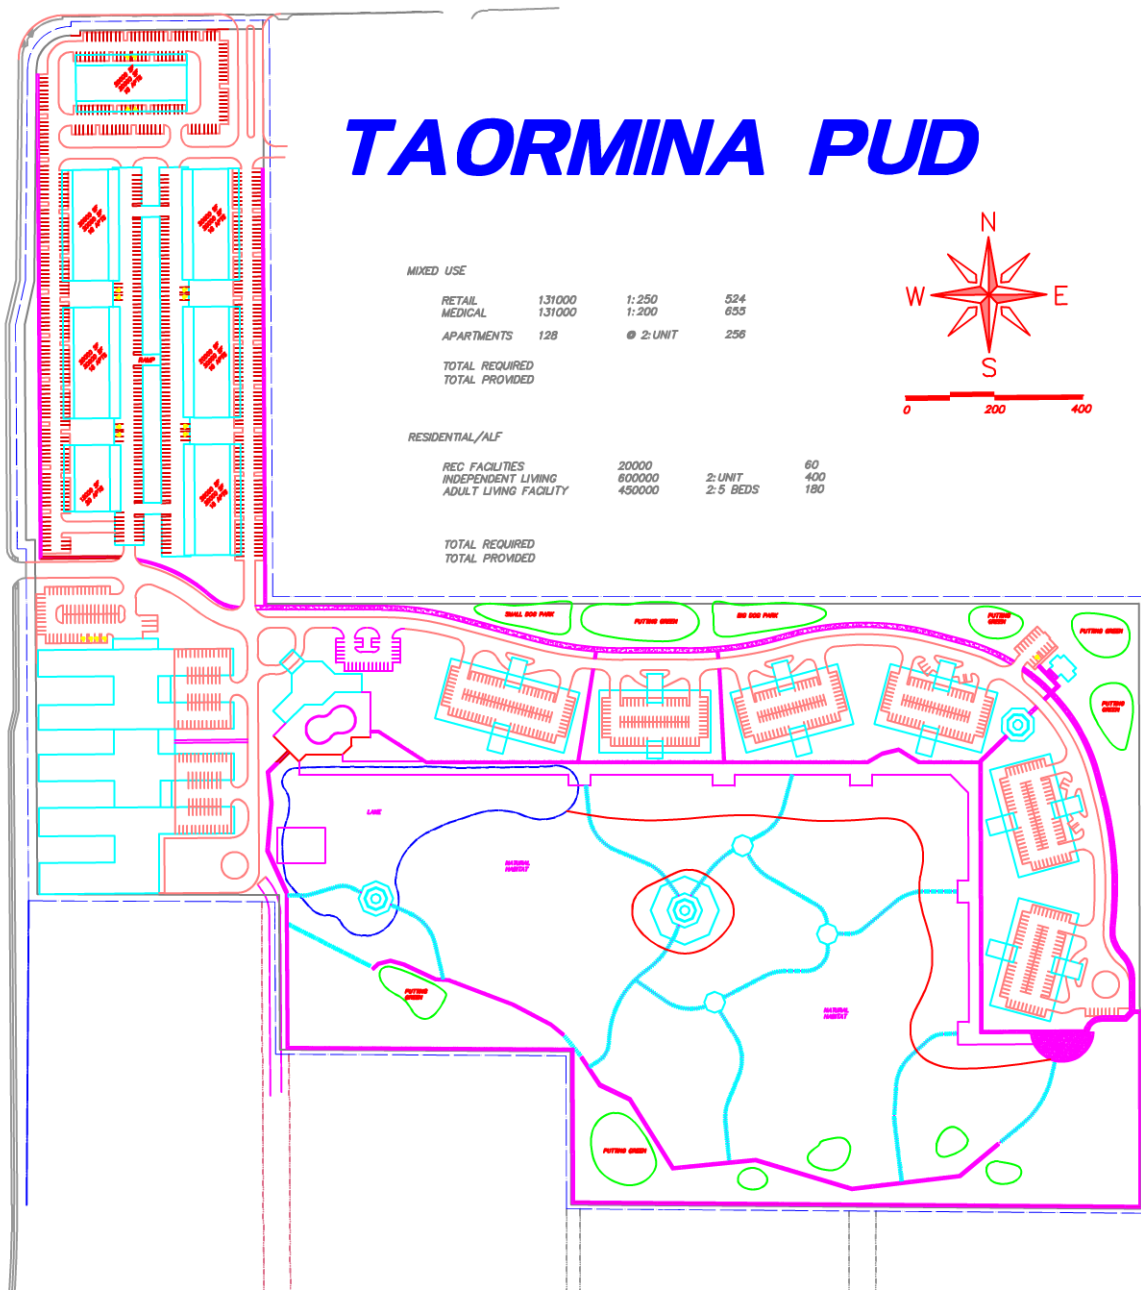 TAORMINA PUD
N
W E
S
0 200 400
MIXED USE
RETAIL 131000 1:250 524
MEDICAL 131000 1:200 655
APARTMENTS 128 @ 2:UNIT 256
TOTAL REQUIRED
TOTAL PROVIDED
RESIDENTIAL/ALF
REC FACILITIES 20000 60
INDEPENDENT LIVING 600000 2:UNIT 400
ADULT LIVING FACILITY 450000 2:5 BEDS 180
TOTAL REQUIRED
TOTAL PROVIDED
RAMP
SMALL DOG PARK
PUTTING GREEN
BIG DOG PARK
PUTTING
GREEN
PUTTING GREEN
PUTTING
GREEN
LAKE
NATURAL
HABITAT
PUTTING
GREEN
NATURAL
HABITAT
PUTTING GREEN